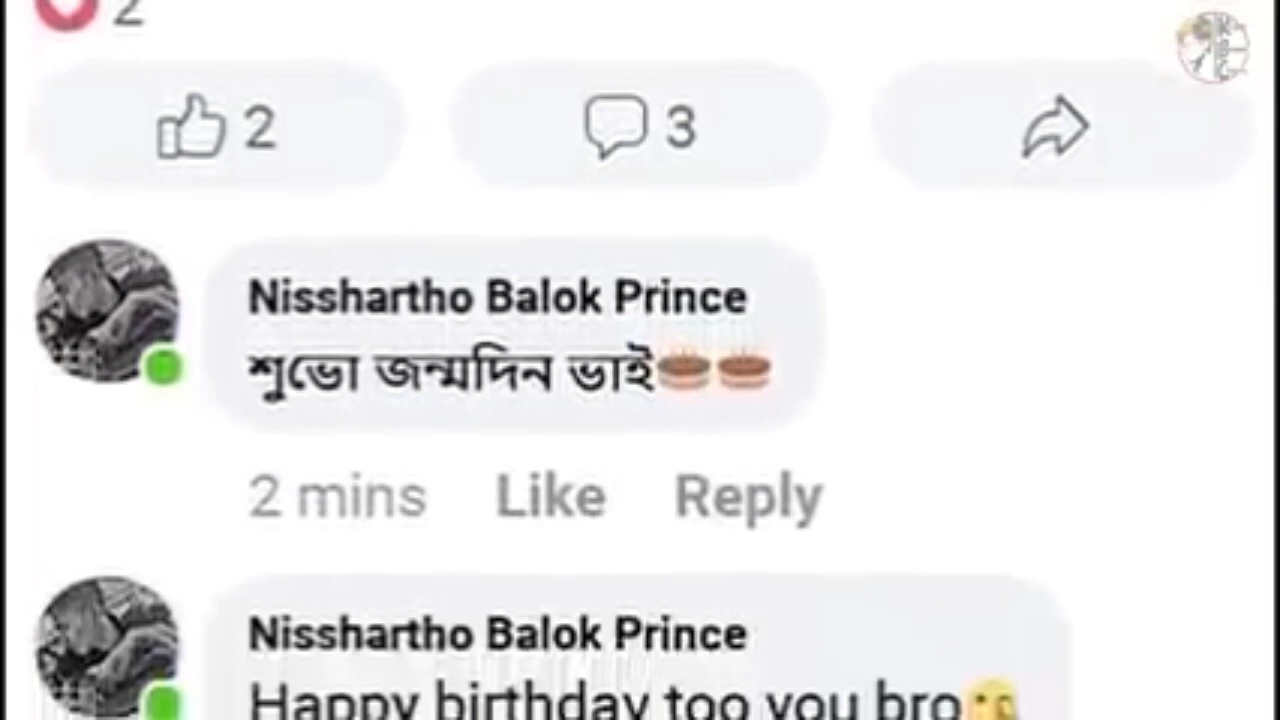 2
2
3
Nisshartho Balok Prince
শুভো জন্মদিন ভাই
2 mins Like Reply
Nisshartho Balok Prince
Happy birthday too you bro